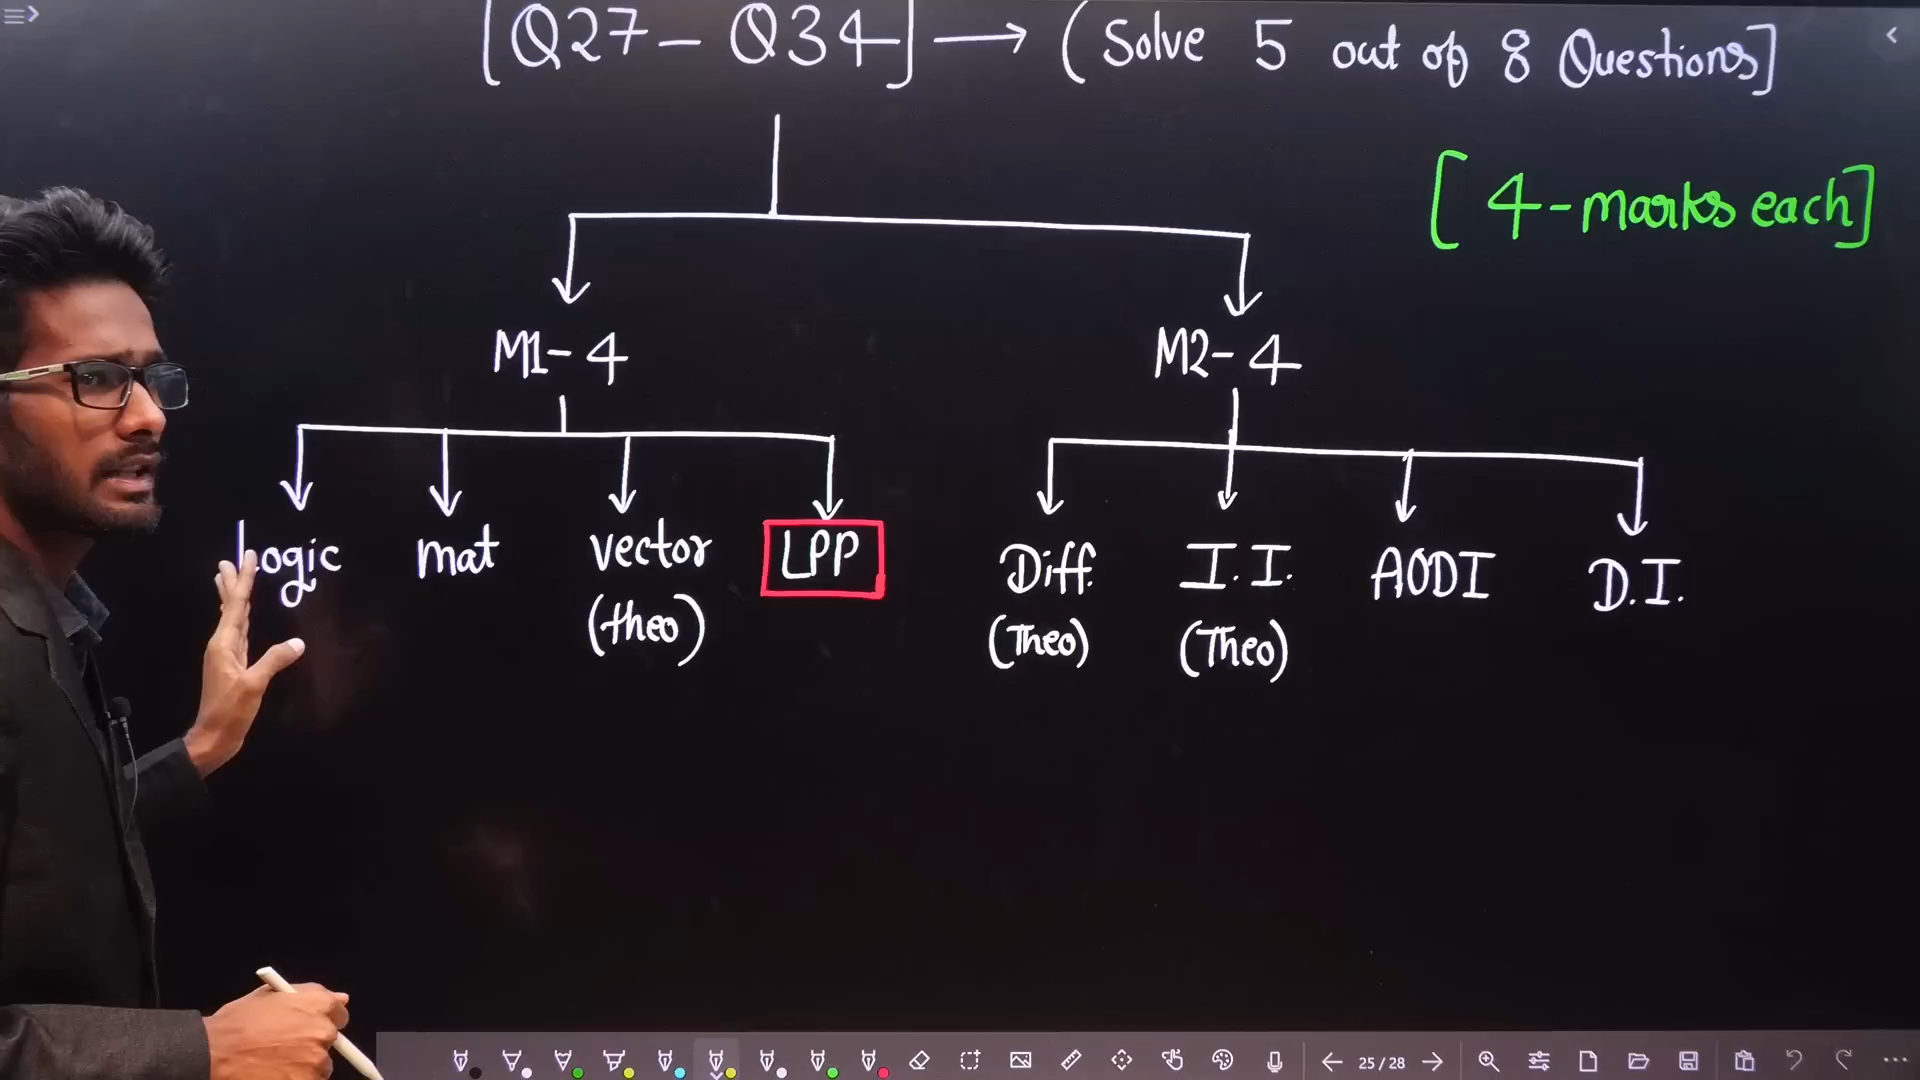 [Q27 - Q34] → (Solve 5 out of 8 Questions]
[4-marks each]
M1-4
M2-4
Logic
mat
vector
(theo)
LPP
Diff.
(Theo)
I.I.
(Theo)
AODI
D.I.
25/28